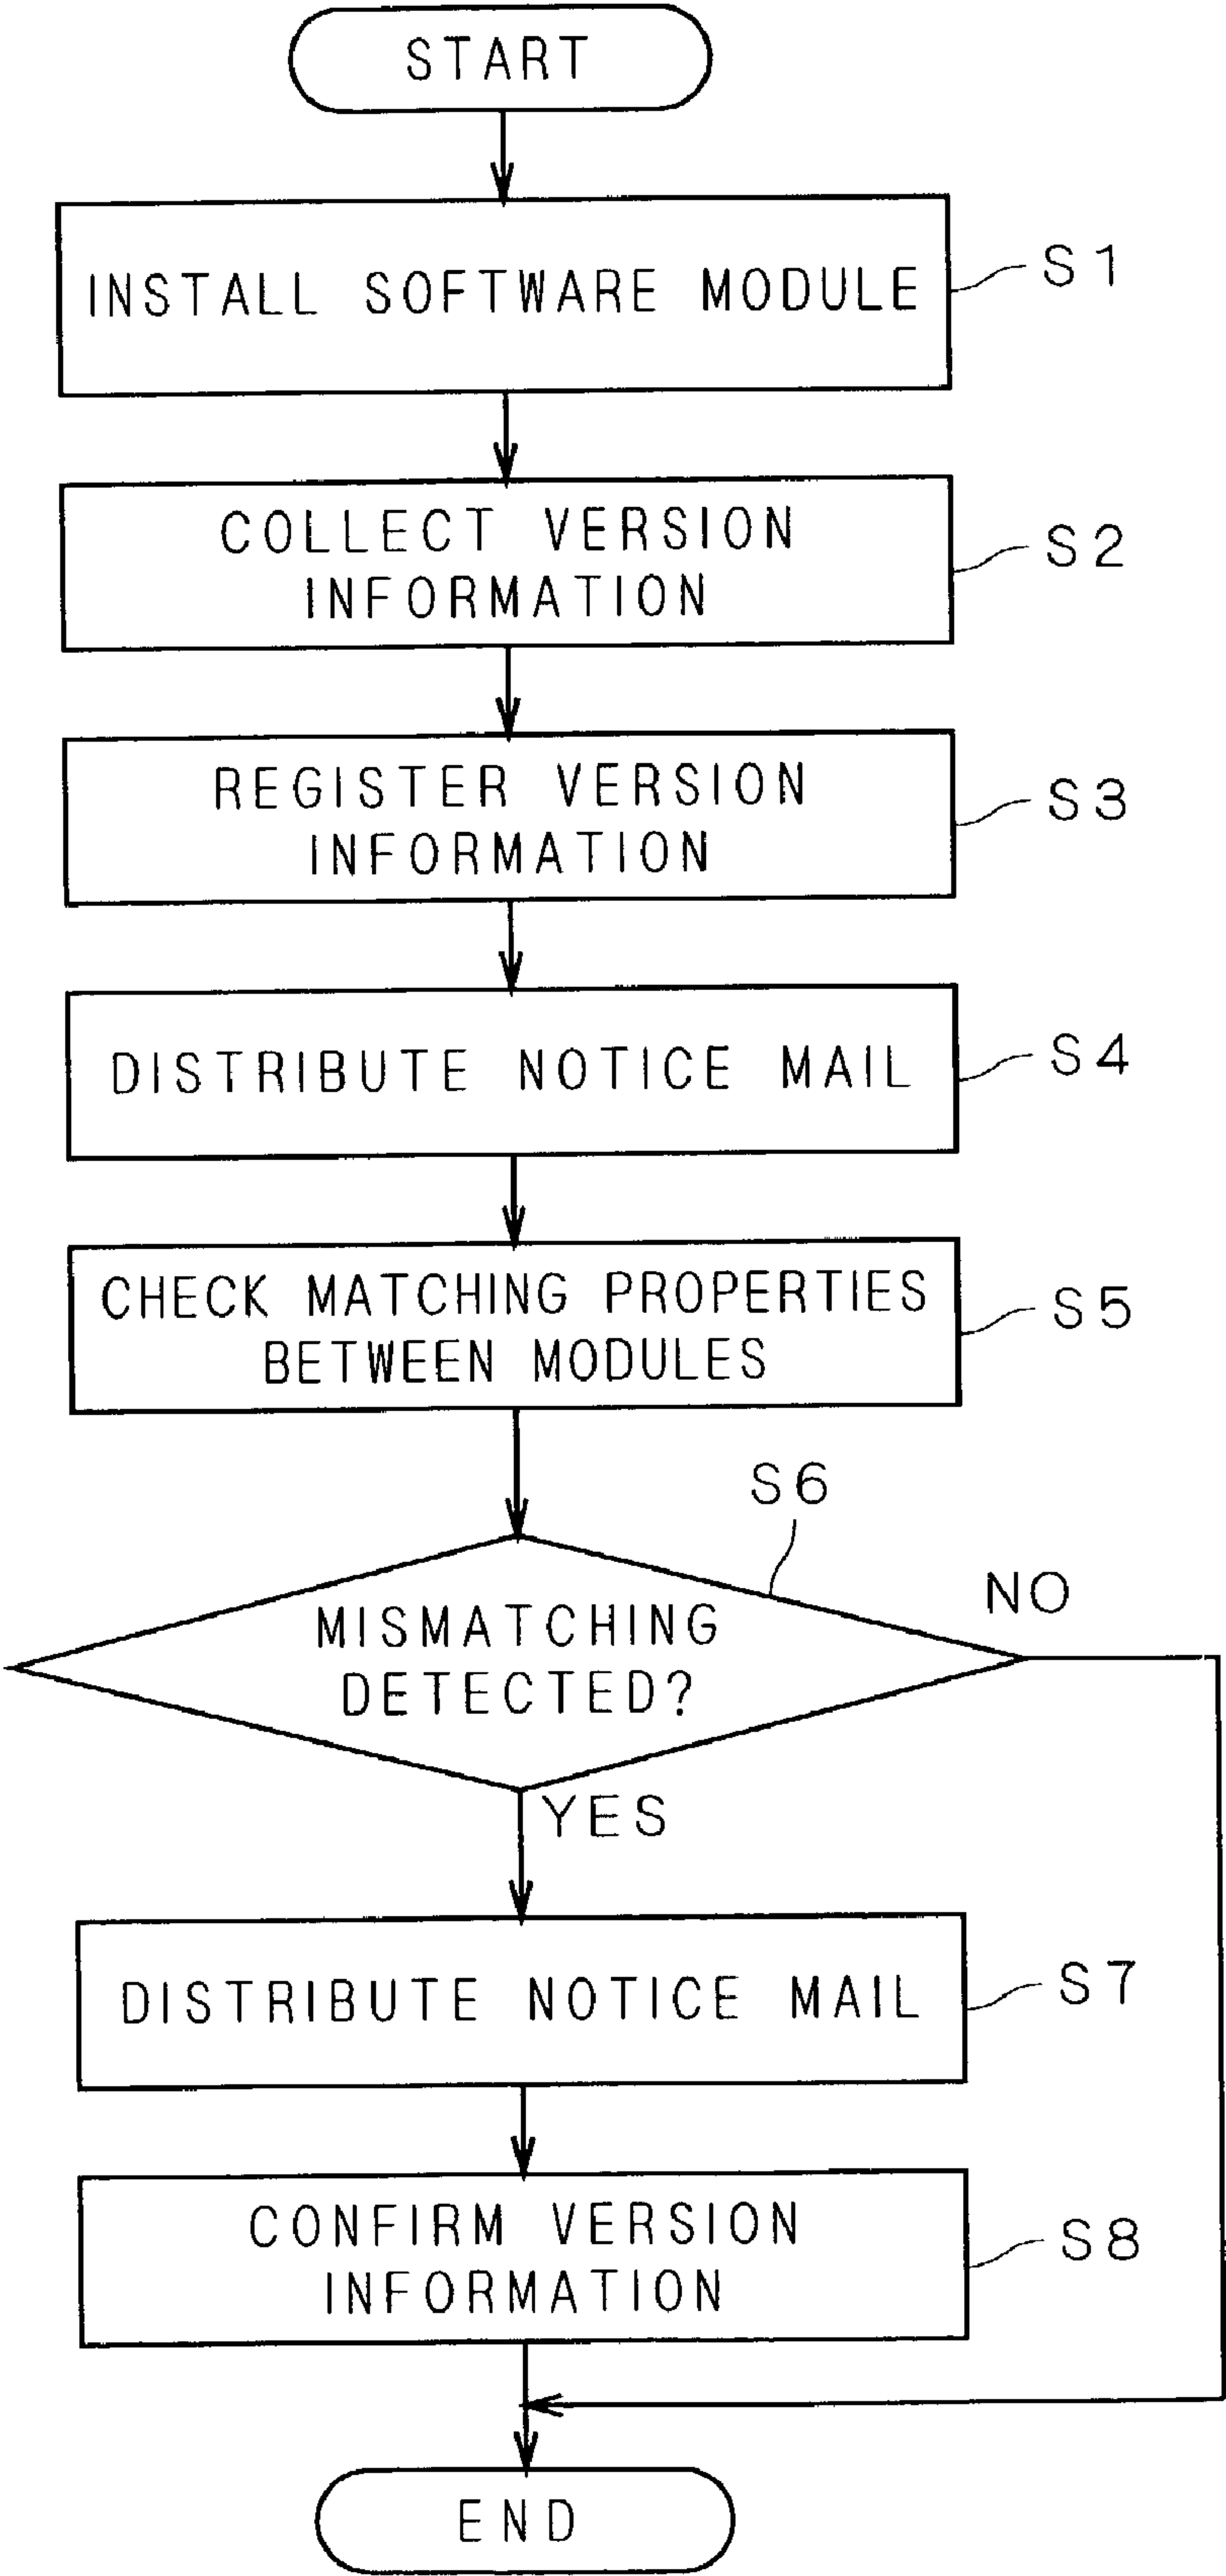 START
INSTALL SOFTWARE MODULE
S1
COLLECT VERSION
INFORMATION
S2
REGISTER VERSION
INFORMATION
S3
DISTRIBUTE NOTICE MAIL
S4
CHECK MATCHING PROPERTIES
BETWEEN MODULES
S5
S6
MISMATCHING
DETECTED?
NO
YES
DISTRIBUTE NOTICE MAIL
S7
CONFIRM VERSION
INFORMATION
S8
END